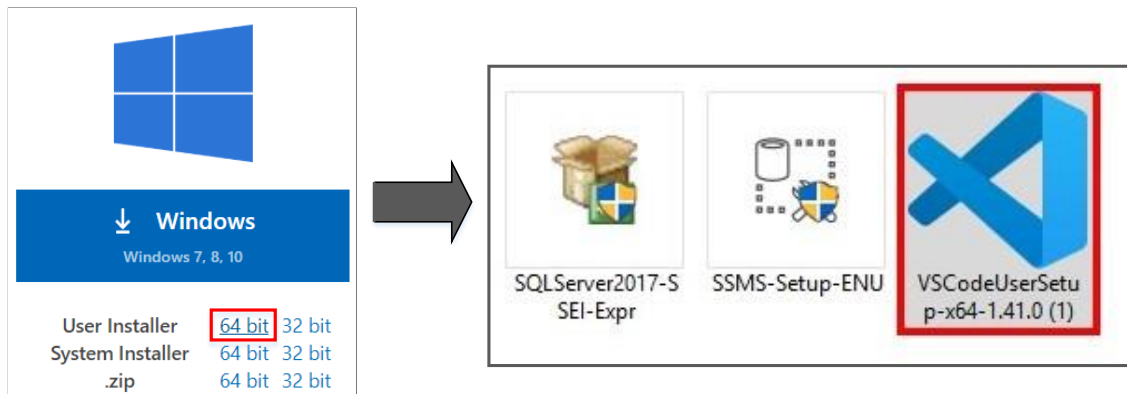 Windows
Windows 7, 8, 10
User Installer 64 bit 32 bit
System Installer 64 bit 32 bit
.zip 64 bit 32 bit
SQLServer2017-S
SEI-Expr
SSMS-Setup-ENU
VSCodeUserSetu
p-x64-1.41.0 (1)